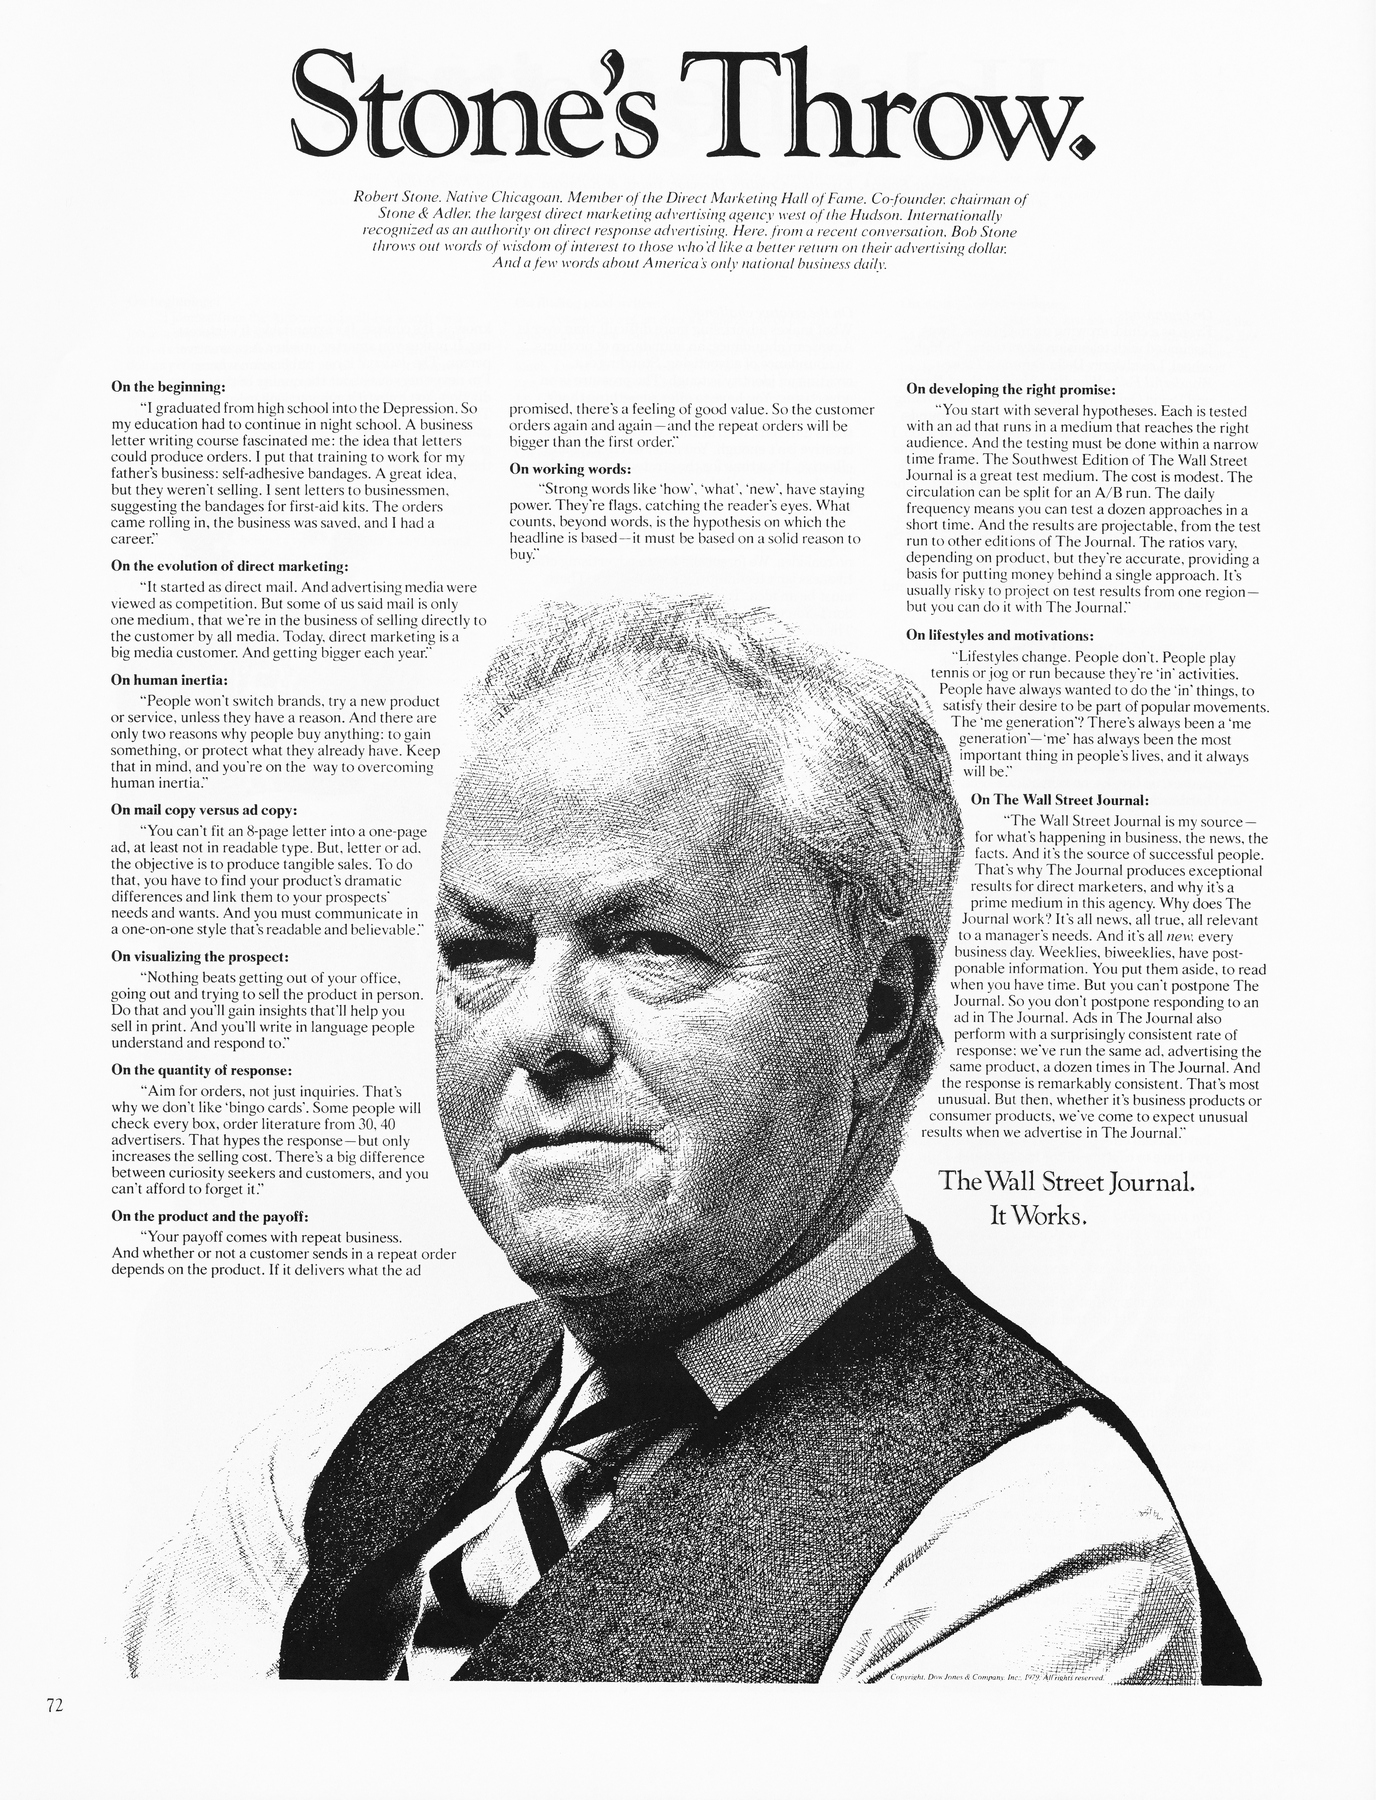 Stone's Throw.
Robert Stone. Native Chicagoan. Member of the Direct Marketing Hall of Fame. Co-founder, chairman of
Stone & Adler, the largest direct marketing advertising agency west of the Hudson. Internationally
recognized as an authority on direct response advertising. Here, from a recent conversation, Bob Stone
throws out words of wisdom of interest to those who'd like a better return on their advertising dollar.
And a few words about America's only national business daily.
On the beginning:
“I graduated from high school into the Depression. So
my education had to continue in night school. A business
letter writing course fascinated me: the idea that letters
could produce orders. I put that training to work for my
father's business: self-adhesive bandages. A great idea,
but they weren't selling. I sent letters to businessmen,
suggesting the bandages for first-aid kits. The orders
came rolling in, the business was saved, and I had a
career.”
On the evolution of direct marketing:
“It started as direct mail. And advertising media were
viewed as competition. But some of us said mail is only
one medium, that we're in the business of selling directly to
the customer by all media. Today, direct marketing is a
big media customer. And getting bigger each year.”
On human inertia:
“People won't switch brands, try a new product
or service, unless they have a reason. And there are
only two reasons why people buy anything: to gain
something, or protect what they already have. Keep
that in mind, and you're on the way to overcoming
human inertia.”
On mail copy versus ad copy:
“You can't fit an 8-page letter into a one-page
ad, at least not in readable type. But, letter or ad,
the objective is to produce tangible sales. To do
that, you have to find your product's dramatic
differences and link them to your prospects'
needs and wants. And you must communicate in
a one-on-one style that's readable and believable.”
On visualizing the prospect:
“Nothing beats getting out of your office,
going out and trying to sell the product in person.
Do that and you'll gain insights that'll help you
sell in print. And you'll write in language people
understand and respond to.”
On the quantity of response:
“Aim for orders, not just inquiries. That's
why we don't like ‘bingo cards’. Some people will
check every box, order literature from 30, 40
advertisers. That hypes the response—but only
increases the selling cost. There's a big difference
between curiosity seekers and customers, and you
can't afford to forget it.”
On the product and the payoff:
“Your payoff comes with repeat business.
And whether or not a customer sends in a repeat order
depends on the product. If it delivers what the ad
promised, there's a feeling of good value. So the customer
orders again and again—and the repeat orders will be
bigger than the first order.”
On working words:
“Strong words like ‘how’, ‘what’, ‘new’, have staying
power. They're flags, catching the reader's eyes. What
counts, beyond words, is the hypothesis on which the
headline is based—it must be based on a solid reason to
buy.”
On developing the right promise:
“You start with several hypotheses. Each is tested
with an ad that runs in a medium that reaches the right
audience. And the testing must be done within a narrow
time frame. The Southwest Edition of The Wall Street
Journal is a great test medium. The cost is modest. The
circulation can be split for an A/B run. The daily
frequency means you can test a dozen approaches in a
short time. And the results are projectable, from the test
run to other editions of The Journal. The ratios vary,
depending on product, but they're accurate, providing a
basis for putting money behind a single approach. It's
usually risky to project on test results from one region—
but you can do it with The Journal.”
On lifestyles and motivations:
“Lifestyles change. People don't. People play
tennis or jog or run because they're ‘in’ activities.
People have always wanted to do the ‘in’ things, to
satisfy their desire to be part of popular movements.
The ‘me generation’? There's always been a ‘me
generation’—‘me’ has always been the most
important thing in people's lives, and it always
will be.”
On The Wall Street Journal:
“The Wall Street Journal is my source—
for what's happening in business, the news, the
facts. And it's the source of successful people.
That's why The Journal produces exceptional
results for direct marketers, and why it's a
prime medium in this agency. Why does The
Journal work? It's all news, all true, all relevant
to a manager's needs. And it's all new, every
business day. Weeklies, biweeklies, have post-
ponable information. You put them aside, to read
when you have time. But you can't postpone The
Journal. So you don't postpone responding to an
ad in The Journal. Ads in The Journal also
perform with a surprisingly consistent rate of
response: we've run the same ad, advertising the
same product, a dozen times in The Journal. And
the response is remarkably consistent. That's most
unusual. But then, whether it's business products or
consumer products, we've come to expect unusual
results when we advertise in The Journal.”
The Wall Street Journal.
It Works.
Copyright, Dow Jones & Company, Inc., 1979. All rights reserved.
72